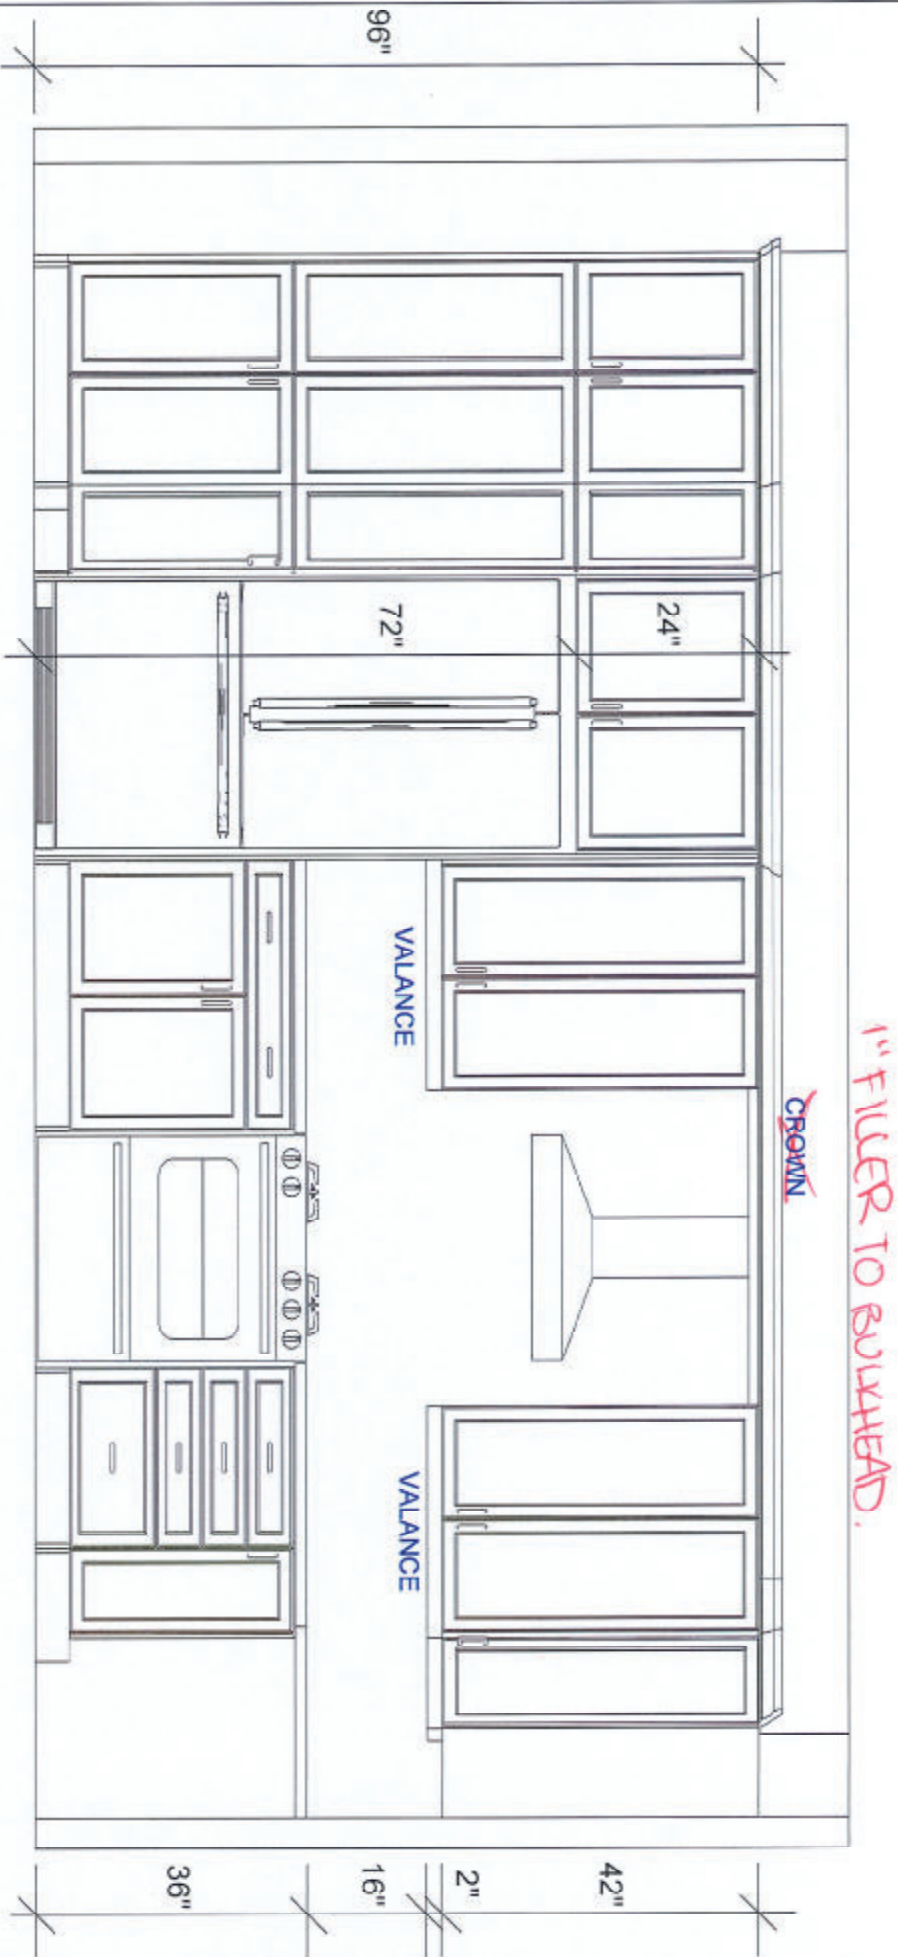 1" FILLER TO BULKHEAD.
CROWN
96"
24"
72"
VALANCE
VALANCE
42"
2"
16"
36"